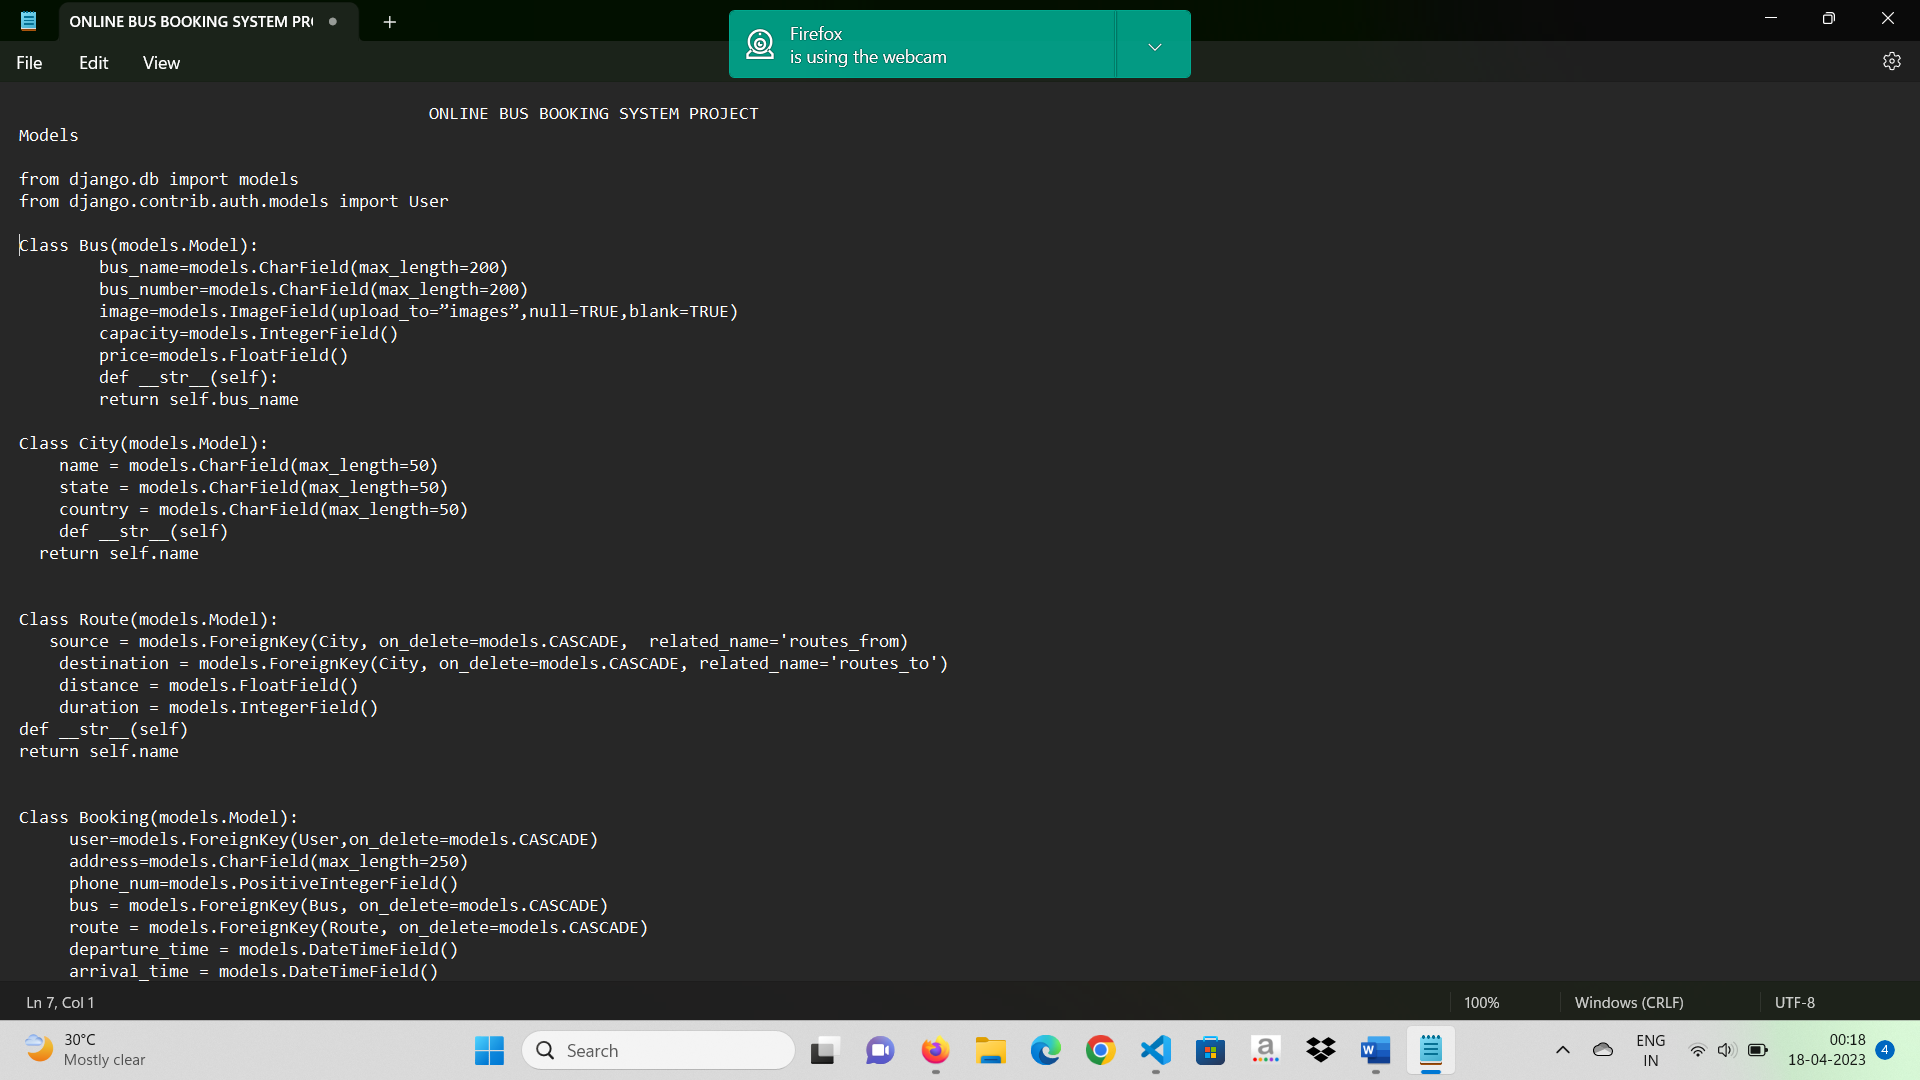 ONLINE BUS BOOKING SYSTEM PR
Firefox
is using the webcam
File Edit View
ONLINE BUS BOOKING SYSTEM PROJECT
Models
from django.db import models
from django.contrib.auth.models import User
Class Bus(models.Model):
bus_name=models.CharField(max_length=200)
bus_number=models.CharField(max_length=200)
image=models.ImageField(upload_to=”images”,null=TRUE,blank=TRUE)
capacity=models.IntegerField()
price=models.FloatField()
def __str__(self):
return self.bus_name
Class City(models.Model):
name = models.CharField(max_length=50)
state = models.CharField(max_length=50)
country = models.CharField(max_length=50)
def __str__(self)
return self.name
Class Route(models.Model):
source = models.ForeignKey(City, on_delete=models.CASCADE,  related_name='routes_from)
destination = models.ForeignKey(City, on_delete=models.CASCADE, related_name='routes_to')
distance = models.FloatField()
duration = models.IntegerField()
def __str__(self)
return self.name
Class Booking(models.Model):
user=models.ForeignKey(User,on_delete=models.CASCADE)
address=models.CharField(max_length=250)
phone_num=models.PositiveIntegerField()
bus = models.ForeignKey(Bus, on_delete=models.CASCADE)
route = models.ForeignKey(Route, on_delete=models.CASCADE)
departure_time = models.DateTimeField()
arrival_time = models.DateTimeField()
Ln 7, Col 1 100% Windows (CRLF) UTF-8
30°C
Mostly clear
Search
a
W
ENG
IN
00:18
18-04-2023
4